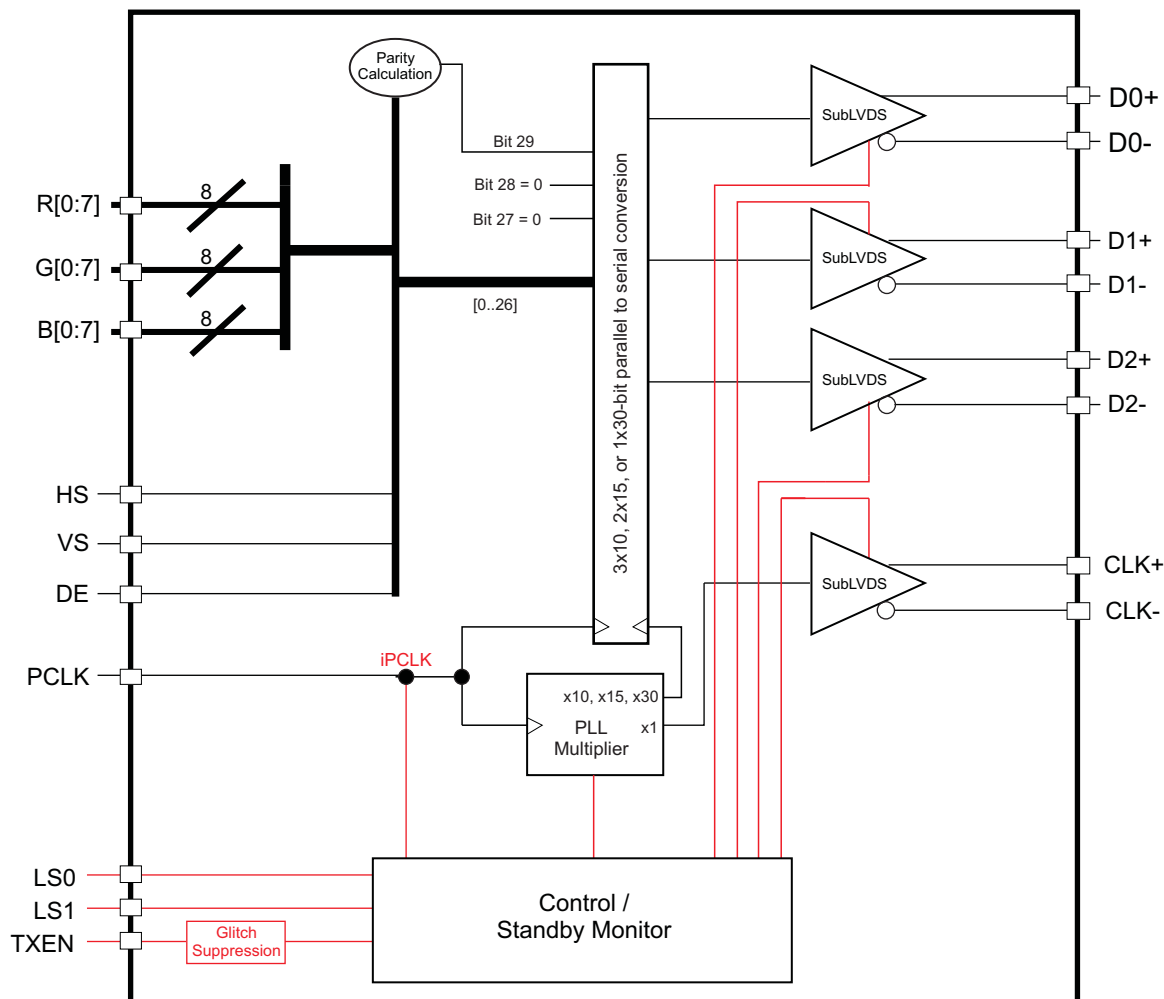 Parity
Calculation
Bit 29
Bit 28 = 0
Bit 27 = 0
[0..26]
R[0:7]
8
G[0:7]
8
B[0:7]
8
HS
VS
DE
PCLK
iPCLK
3x10, 2x15, or 1x30-bit parallel to serial conversion
SubLVDS
D0+
D0-
SubLVDS
D1+
D1-
SubLVDS
D2+
D2-
SubLVDS
CLK+
CLK-
x10, x15, x30
x1
PLL
Multiplier
LS0
LS1
TXEN
Glitch
Suppression
Control /
Standby Monitor